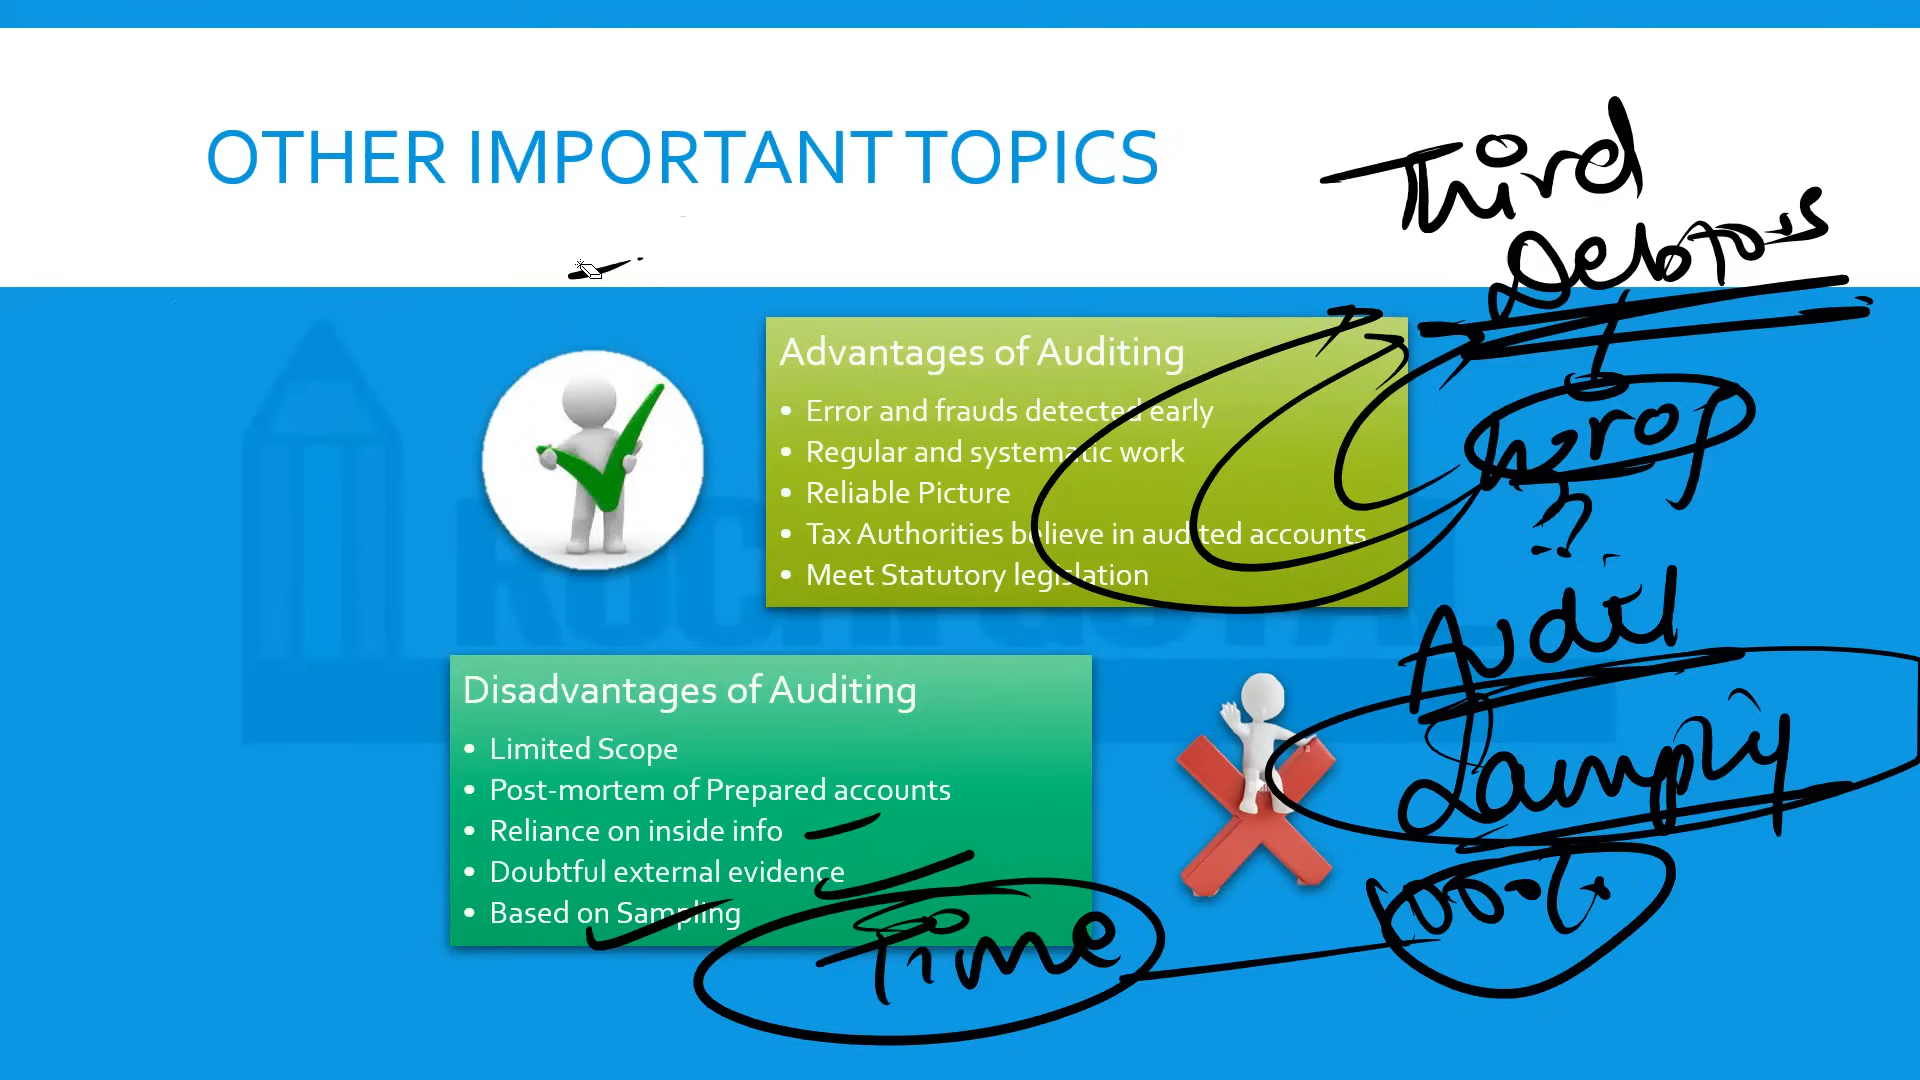 OTHER IMPORTANT TOPICS
Third
Debtors
Advantages of Auditing
• Error and frauds detected early
• Regular and systematic work
• Reliable Picture
• Tax Authorities believe in audited accounts
• Meet Statutory legislation
Audit
Disadvantages of Auditing
• Limited Scope
• Post-mortem of Prepared accounts
• Reliance on inside info
• Doubtful external evidence
• Based on Sampling
Time